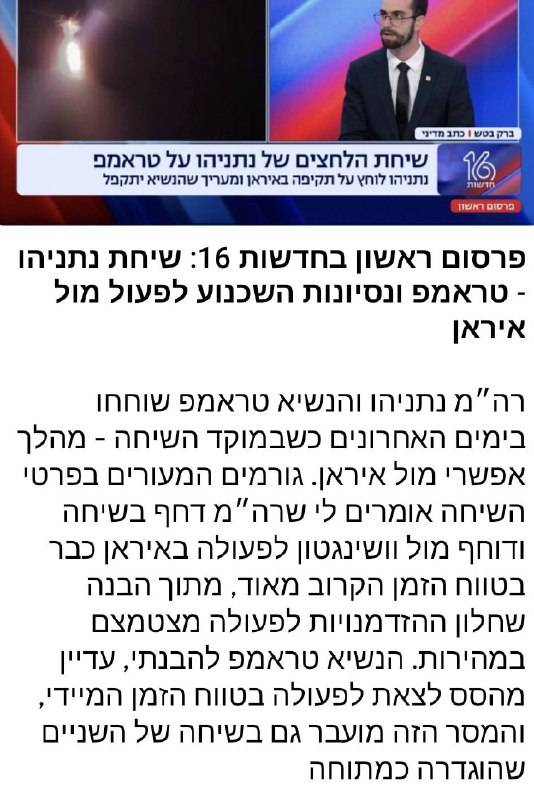 ברק בטש | כתב מדיני
שיחת הלחצים של נתניהו על טראמפ
נתניהו לוחץ על תקיפה באיראן ומעריך שהנשיא יתקפל
16
חדשות
פרסום ראשון
פרסום ראשון בחדשות 16: שיחת נתניהו
- טראמפ ונסיונות השכנוע לפעול מול
איראן
רה״מ נתניהו והנשיא טראמפ שוחחו
בימים האחרונים כשבמוקד השיחה - מהלך
אפשרי מול איראן. גורמים המעורים בפרטי
השיחה אומרים לי שרה״מ דחף בשיחה
ודוחף מול וושינגטון לפעולה באיראן כבר
בטווח הזמן הקרוב מאוד, מתוך הבנה
שחלון ההזדמנויות לפעולה מצטמצם
במהירות. הנשיא טראמפ להבנתי, עדיין
מהסס לצאת לפעולה בטווח הזמן המיידי,
והמסר הזה מועבר גם בשיחה של השניים
שהוגדרה כמתוחה